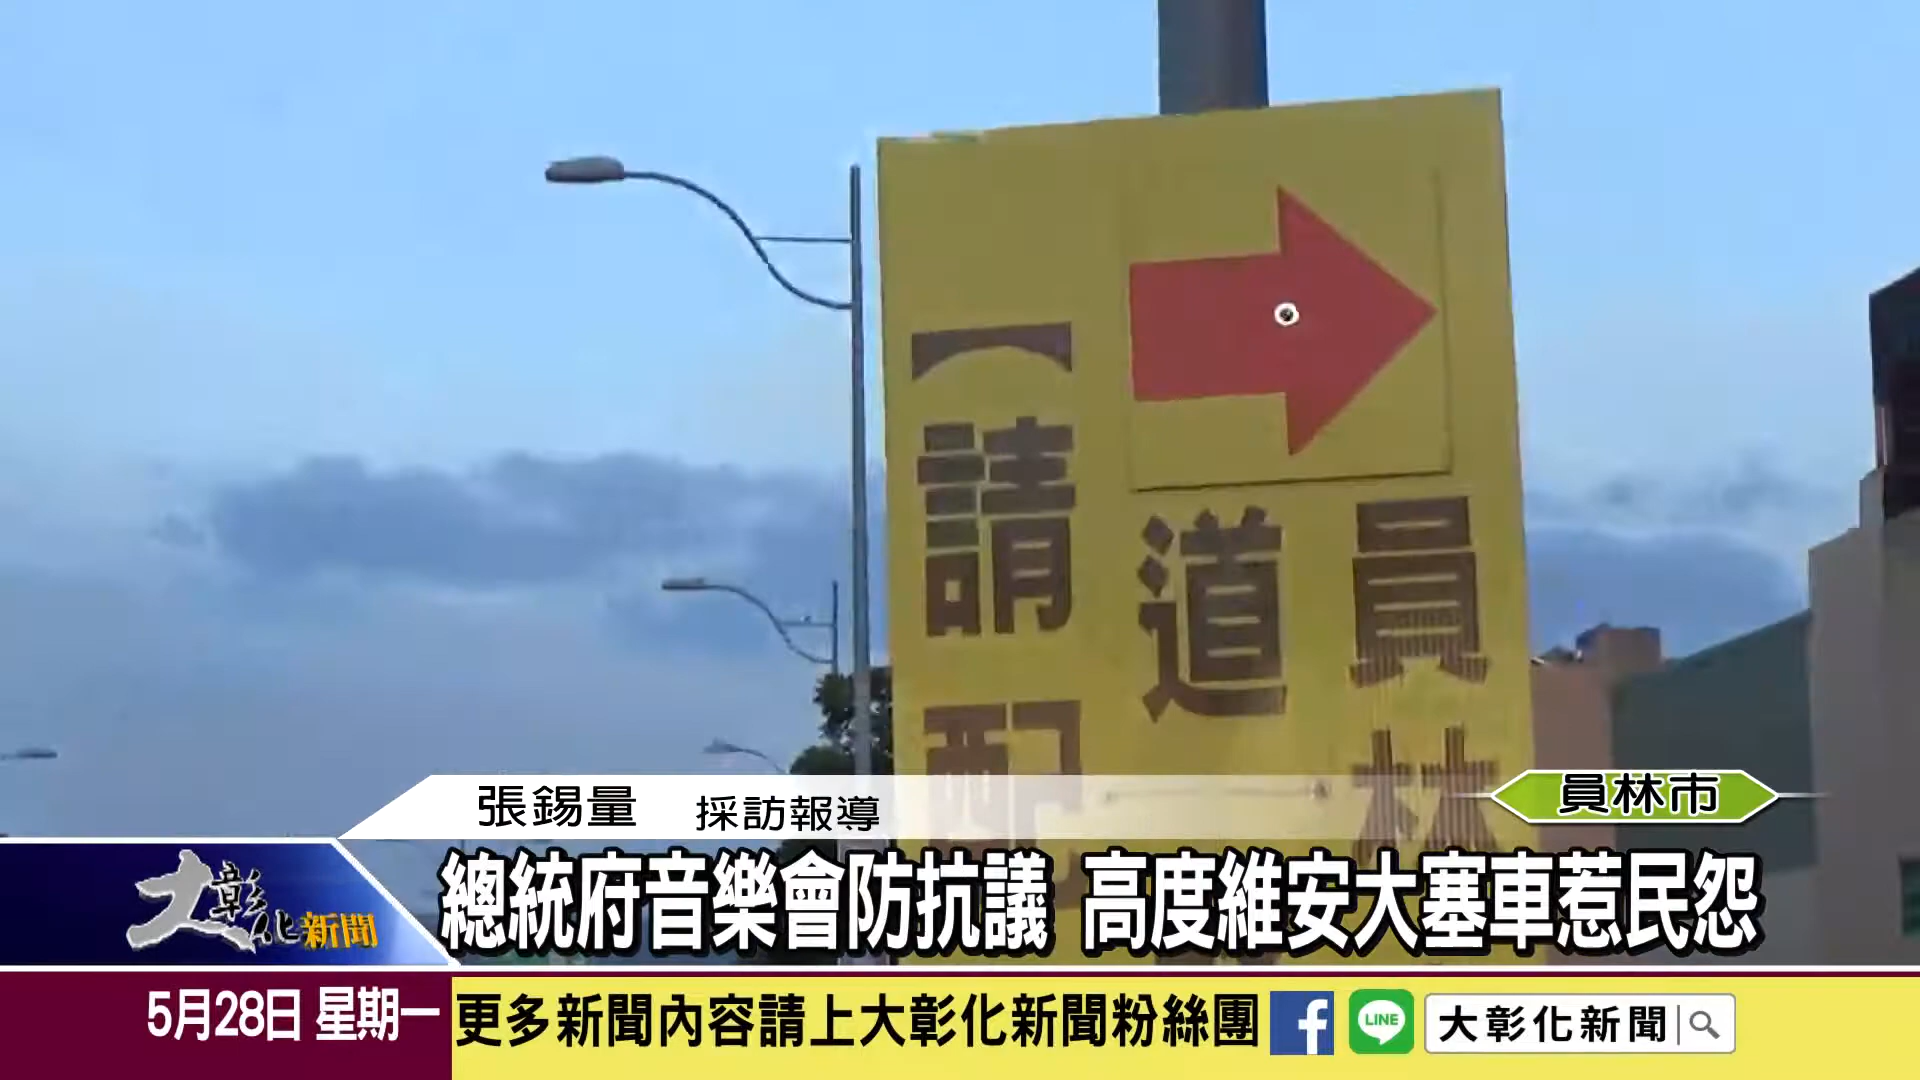 員林
道
（請配
張錫量 採訪報導
員林市
大彰化新聞
總統府音樂會防抗議 高度維安大塞車惹民怨
5月28日 星期一
更多新聞內容請上大彰化新聞粉絲團
LINE
大彰化新聞